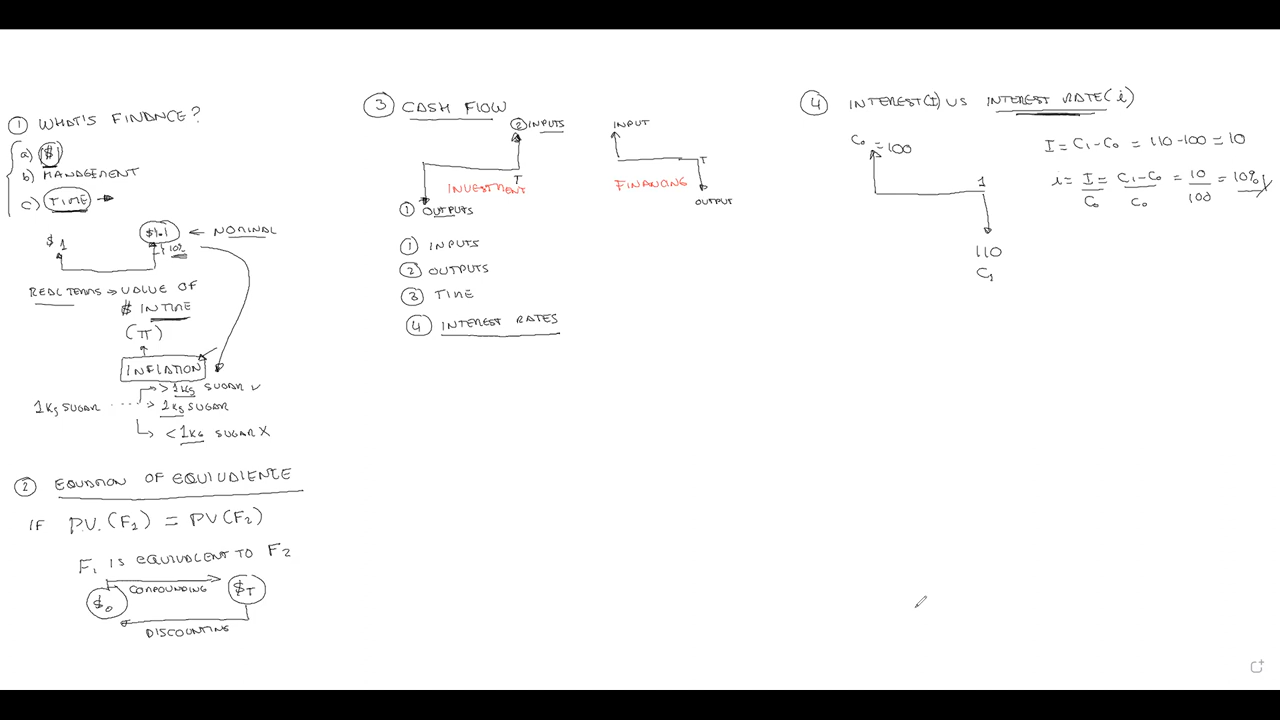 ① WHAT'S FINANCE?
a) $
b) MANAGEMENT
c) TIME
$1
$1.1 ← NOMINAL
10%
REAL TERMS → VALUE OF
$ IN TIME
(π)
INFLATION
> 1KG SUGAR ✓
1KG SUGAR ····> 1KG SUGAR
< 1KG SUGAR X
② EQUATION OF EQUIVALENCE
IF P.V. (F₁) = PV(F₂)
F₁ IS EQUIVALENT TO F₂
COMPOUNDING
$₀ $T
DISCOUNTING
③ CASH FLOW
② INPUTS
T
INVESTMENT
① OUTPUTS
INPUT
T
FINANCING
OUTPUT
① INPUTS
② OUTPUTS
③ TIME
④ INTEREST RATES
④ INTEREST(I) VS INTEREST RATE(i)
C₀ = 100
1
110
C₁
I = C₁-C₀ = 110-100 = 10
i = I/C₀ = C₁-C₀/C₀ = 10/100 = 10%